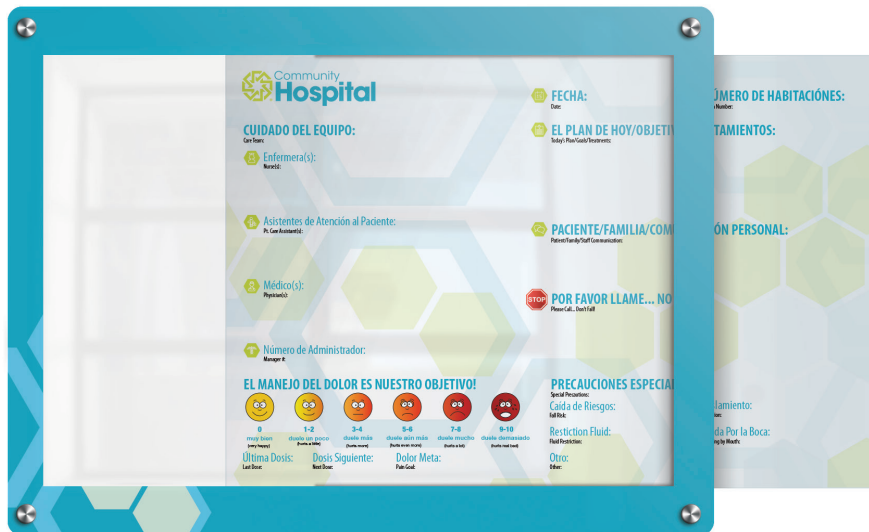 Community
Hospital
FECHA:
Date:
ÚMERO DE HABITACIÓNES:
Number:
CUIDADO DEL EQUIPO:
Care Team:
EL PLAN DE HOY/OBJETIV TAMIENTOS:
Today's Plan/Goals/Treatments:
Enfermera(s):
Nurse(s):
Asistentes de Atención al Paciente:
Pt. Care Assistant(s):
PACIENTE/FAMILIA/COM ÓN PERSONAL:
Patient/Family/Staff Communication:
Médico(s):
Physician(s):
STOP
POR FAVOR LLAME... NO
Please Call... Don't Fall!
Número de Administrador:
Manager #:
EL MANEJO DEL DOLOR ES NUESTRO OBJETIVO!
0 1-2 3-4 5-6 7-8 9-10
muy bien duele un poco duele más duele aún más duele mucho duele demasiado
(very happy) (hurts a little) (hurts more) (hurts even more) (hurts a lot) (hurts real bad)
Última Dosis: Dosis Siguiente: Dolor Meta:
Last Dose: Next Dose: Pain Goal:
PRECAUCIONES ESPECIAL
Special Precautions:
Caída de Riesgos: lamiento:
Fall Risk: ion:
Restiction Fluid: da Por la Boca:
Fluid Restriction: ng by Mouth:
Otro:
Other: